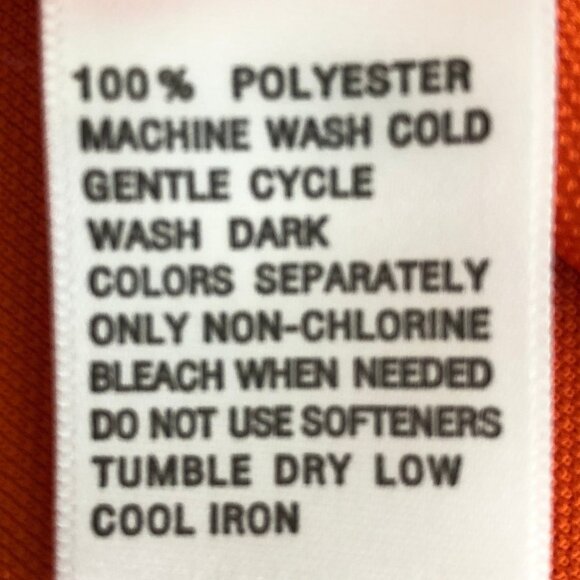 100% POLYESTER
MACHINE WASH COLD
GENTLE CYCLE
WASH DARK
COLORS SEPARATELY
ONLY NON-CHLORINE
BLEACH WHEN NEEDED
DO NOT USE SOFTENERS
TUMBLE DRY LOW
COOL IRON